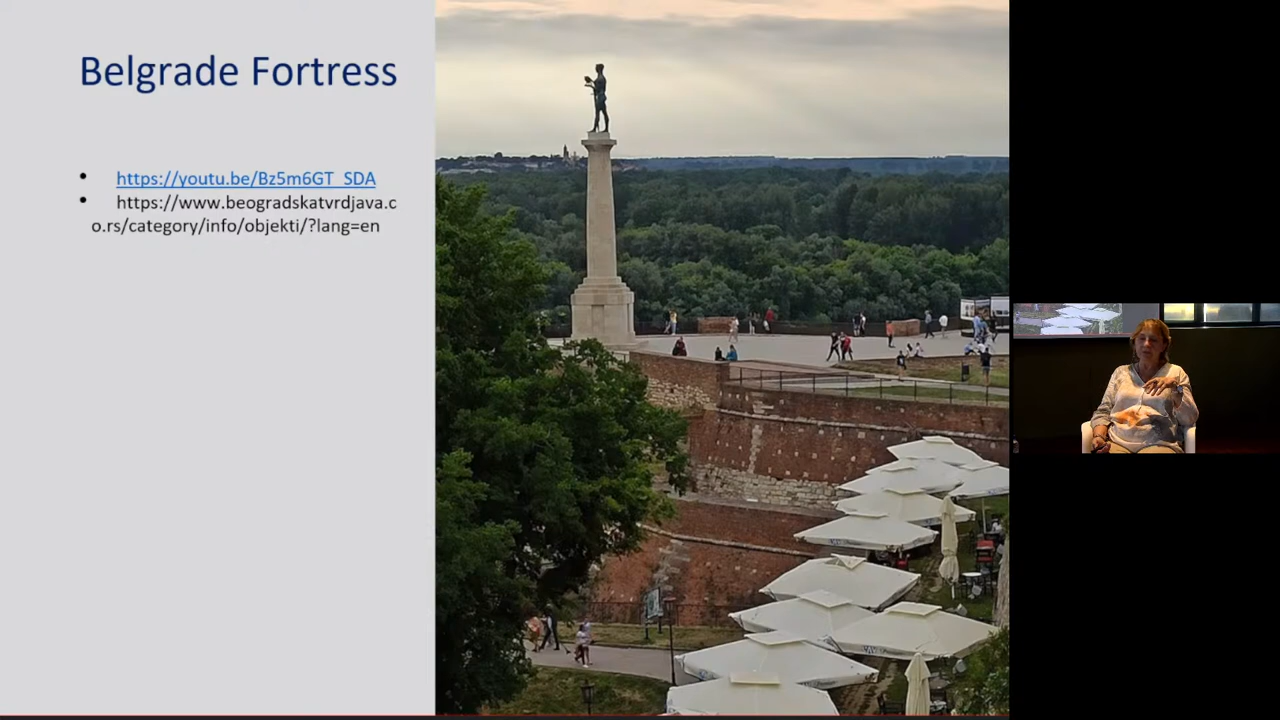 Belgrade Fortress
• https://youtu.be/Bz5m6GT_SDA
• https://www.beogradskatvrdjava.c
o.rs/category/info/objekti/?lang=en